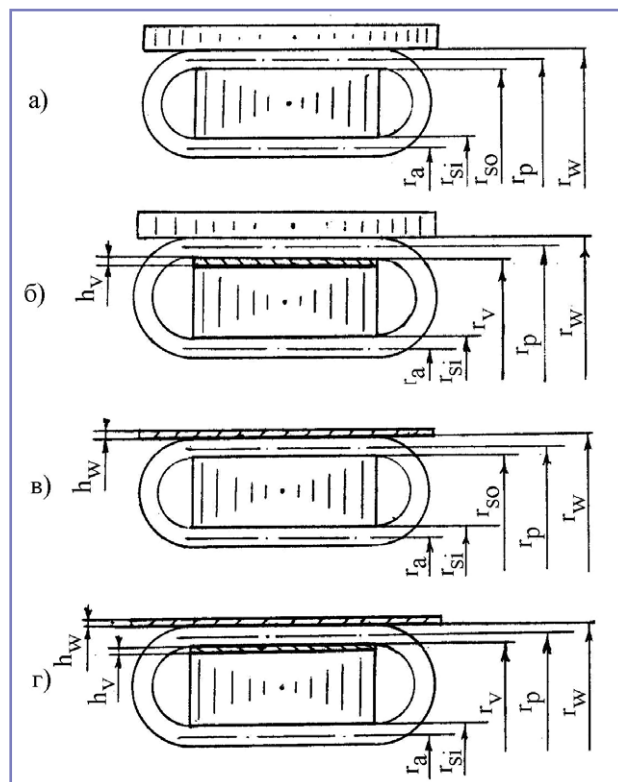 а)
r_a
r_si
r_so
r_p
r_w
б)
h_v
r_a
r_si
r_v
r_p
r_w
в)
h_w
r_a
r_si
r_so
r_p
r_w
г)
h_w
h_v
r_a
r_si
r_v
r_p
r_w